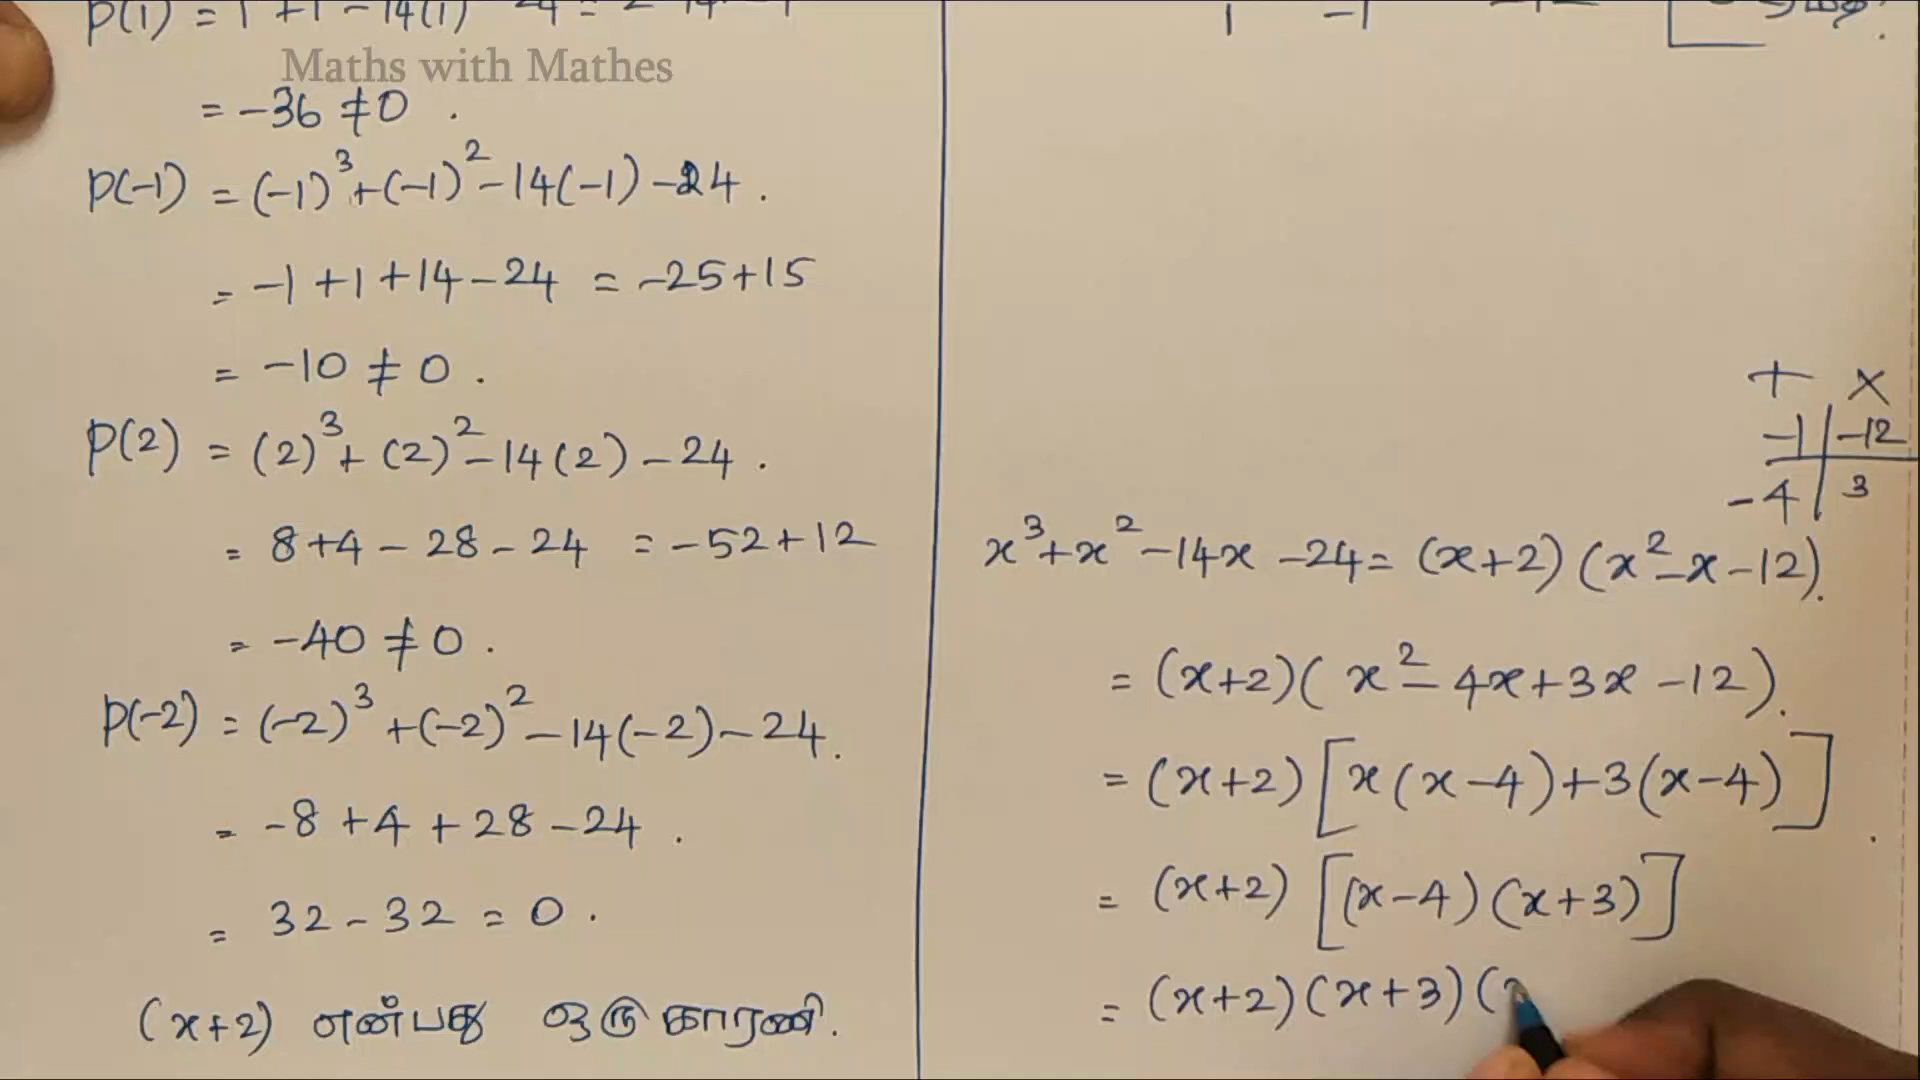 Maths with Mathes
= -36 ≠ 0 .
P(-1) = (-1)³+(-1)²-14(-1) -24 .
= -1 +1 +14 -24 = -25+15
= -10 ≠ 0 .
P(2) = (2)³+ (2)²-14(2) -24 .
= 8+4 - 28 - 24 = -52+12
= -40 ≠ 0 .
P(-2) = (-2)³ +(-2)² -14(-2) -24.
= -8 +4 + 28 -24 .
= 32 - 32 = 0 .
(x+2) என்பது ஒரு காரணி.
1 -1
+ x
-1 | -12
-4 | 3
x³+x²-14x -24 = (x+2) (x²-x-12).
= (x+2)( x²- 4x+3x -12).
= (x+2) [x(x-4)+3(x-4)] .
= (x+2) [(x-4)(x+3)]
= (x+2)(x+3)(